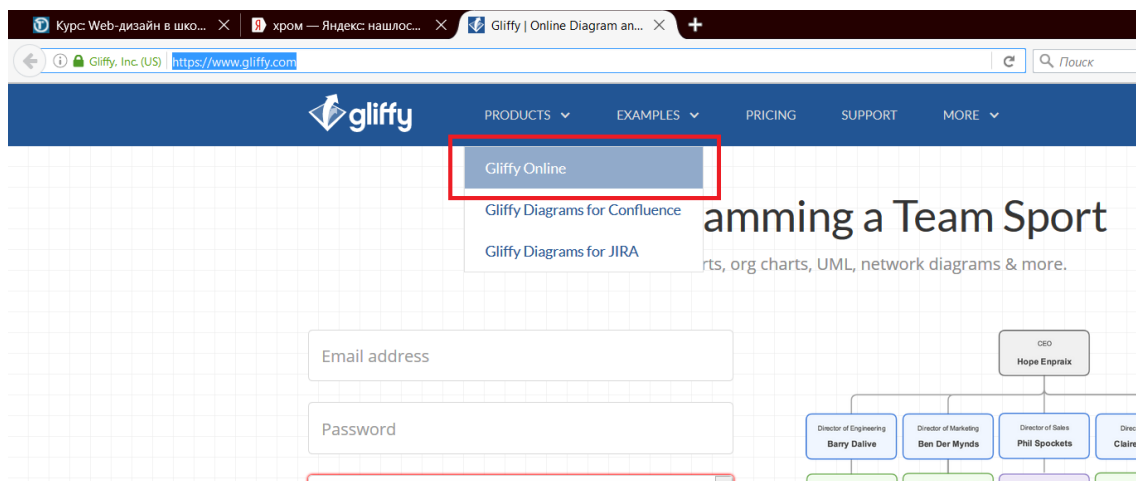 Курс: Web-дизайн в шко...
хром — Яндекс: нашлос...
Gliffy | Online Diagram an...
Gliffy, Inc. (US)
https://www.gliffy.com
Поиск
gliffy
PRODUCTS
EXAMPLES
PRICING
SUPPORT
MORE
Gliffy Online
Gliffy Diagrams for Confluence
Gliffy Diagrams for JIRA
amming a Team Sport
rts, org charts, UML, network diagrams & more.
Email address
Password
CEO
Hope Enpraix
Director of Engineering
Barry Dalive
Director of Marketing
Ben Der Mynds
Director of Sales
Phil Spockets
Direc
Claire